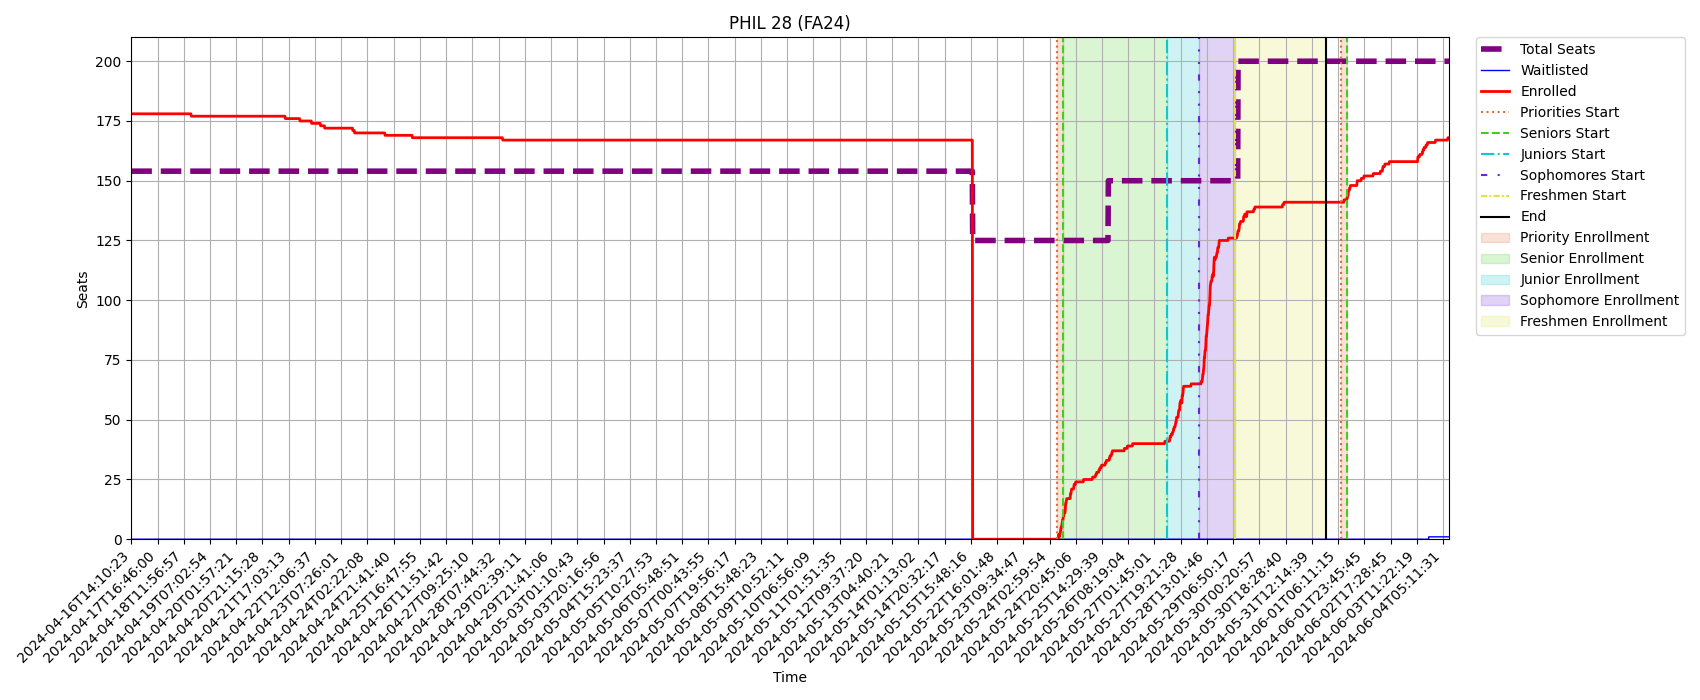 PHIL 28 (FA24)
Seats
200
175
150
125
100
75
50
25
0
2024-04-16T14:10:23
2024-04-17T16:46:00
2024-04-18T11:56:57
2024-04-19T07:02:54
2024-04-20T01:57:21
2024-04-20T21:15:28
2024-04-21T17:03:13
2024-04-22T12:06:37
2024-04-23T07:26:01
2024-04-24T02:22:08
2024-04-24T21:41:40
2024-04-25T16:47:55
2024-04-26T11:51:42
2024-04-27T09:25:10
2024-04-28T07:44:32
2024-04-29T02:39:11
2024-04-29T21:41:06
2024-05-03T01:10:43
2024-05-03T20:16:56
2024-05-04T15:23:37
2024-05-05T10:27:53
2024-05-06T05:48:51
2024-05-07T00:43:55
2024-05-07T19:56:17
2024-05-08T15:48:23
2024-05-09T10:52:11
2024-05-10T06:56:09
2024-05-11T01:51:35
2024-05-12T09:37:20
2024-05-13T04:40:21
2024-05-14T01:13:02
2024-05-14T20:32:17
2024-05-15T15:48:16
2024-05-22T16:01:48
2024-05-23T09:34:47
2024-05-24T02:59:54
2024-05-24T20:45:06
2024-05-25T14:29:39
2024-05-26T08:19:04
2024-05-27T01:45:01
2024-05-27T19:21:28
2024-05-28T13:01:46
2024-05-29T06:50:17
2024-05-30T00:20:57
2024-05-30T18:28:40
2024-05-31T12:14:39
2024-06-01T06:11:15
2024-06-01T23:45:45
2024-06-02T17:28:45
2024-06-03T11:22:19
2024-06-04T05:11:31
Time
Total Seats
Waitlisted
Enrolled
Priorities Start
Seniors Start
Juniors Start
Sophomores Start
Freshmen Start
End
Priority Enrollment
Senior Enrollment
Junior Enrollment
Sophomore Enrollment
Freshmen Enrollment